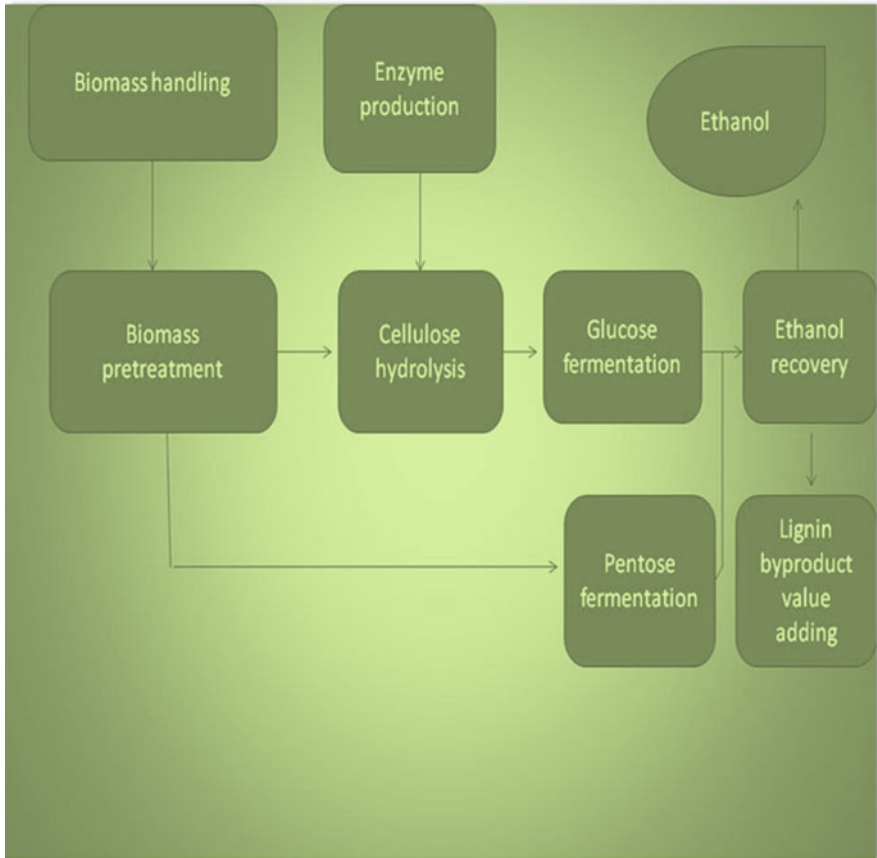 Biomass handling
Enzyme
production
Ethanol
Biomass
pretreatment
Cellulose
hydrolysis
Glucose
fermentation
Ethanol
recovery
Pentose
fermentation
Lignin
byproduct
value
adding